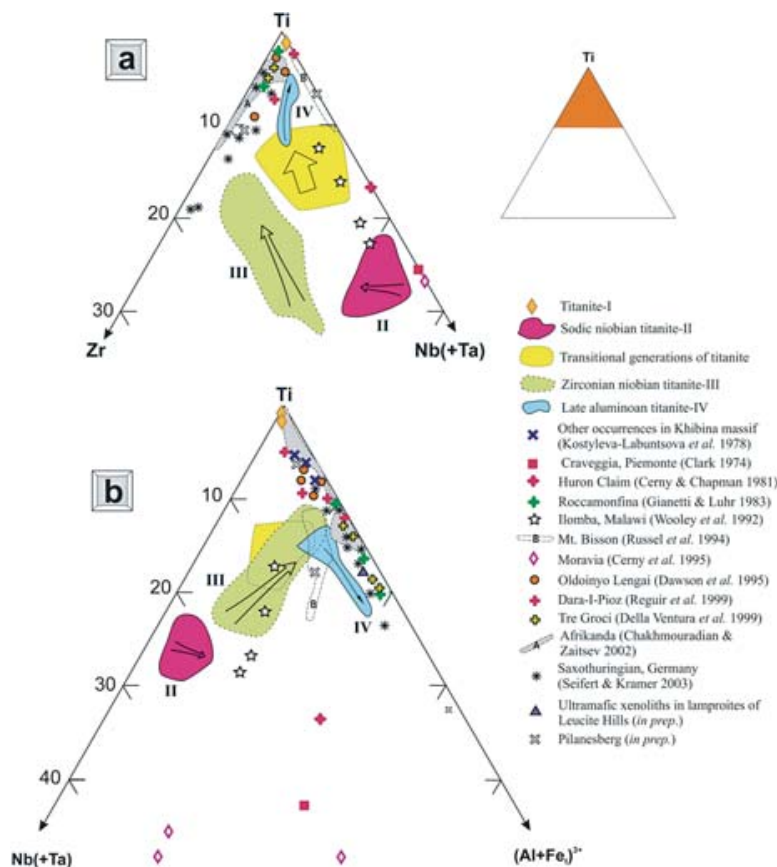 a
Ti
A
B
IV
10
20
III
30
II
Zr
Nb(+Ta)
Ti
Titanite-I
Sodic niobian titanite-II
Transitional generations of titanite
Zirconian niobian titanite-III
Late aluminoan titanite-IV
Other occurrences in Khibina massif
(Kostyleva-Labuntsova et al. 1978)
Craveggia, Piemonte (Clark 1974)
Huron Claim (Cerny & Chapman 1981)
Roccamonfina (Gianetti & Luhr 1983)
Ilomba, Malawi (Wooley et al. 1992)
B Mt. Bisson (Russel et al. 1994)
Moravia (Cerny et al. 1995)
Oldoinyo Lengai (Dawson et al. 1995)
Dara-I-Pioz (Reguir et al. 1999)
Tre Groci (Della Ventura et al. 1999)
A Afrikanda (Chakhmouradian &
Zaitsev 2002)
Saxothuringian, Germany
(Seifert & Kramer 2003)
Ultramafic xenoliths in lamproites of
Leucite Hills (in prep.)
Pilanesberg (in prep.)
b
Ti
10
20
III
B
IV
II
30
40
Nb(+Ta)
(Al+Feₜ)³⁺